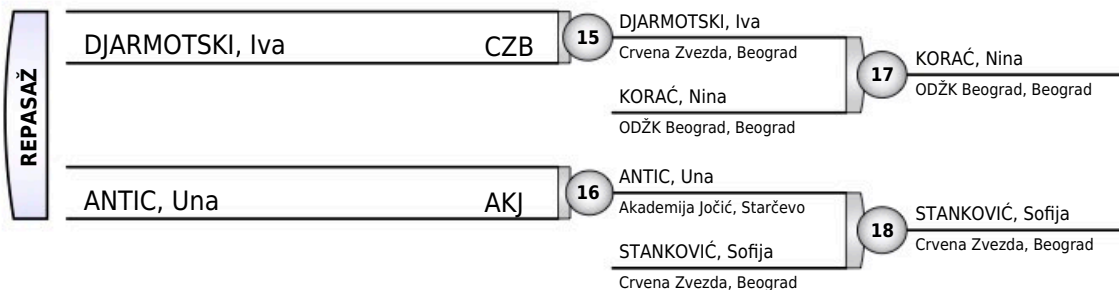 REPASAŽ
DJARMOTSKI, Iva CZB
15
DJARMOTSKI, Iva
Crvena Zvezda, Beograd
KORAĆ, Nina
ODŽK Beograd, Beograd
17
KORAĆ, Nina
ODŽK Beograd, Beograd
ANTIC, Una AKJ
16
ANTIC, Una
Akademija Jočić, Starčevo
STANKOVIĆ, Sofija
Crvena Zvezda, Beograd
18
STANKOVIĆ, Sofija
Crvena Zvezda, Beograd